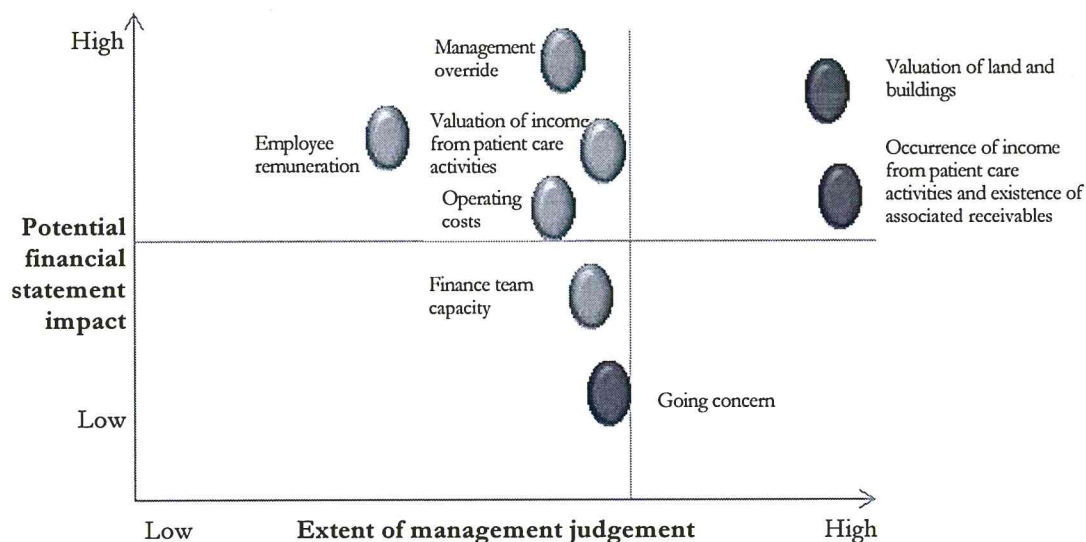 High
Management
override
Valuation of land and
buildings
Employee
remuneration
Valuation of income
from patient care
activities
Occurrence of income
from patient care
activities and existence of
associated receivables
Operating
costs
Potential
financial
statement
impact
Finance team
capacity
Going concern
Low
Low
Extent of management judgement
High